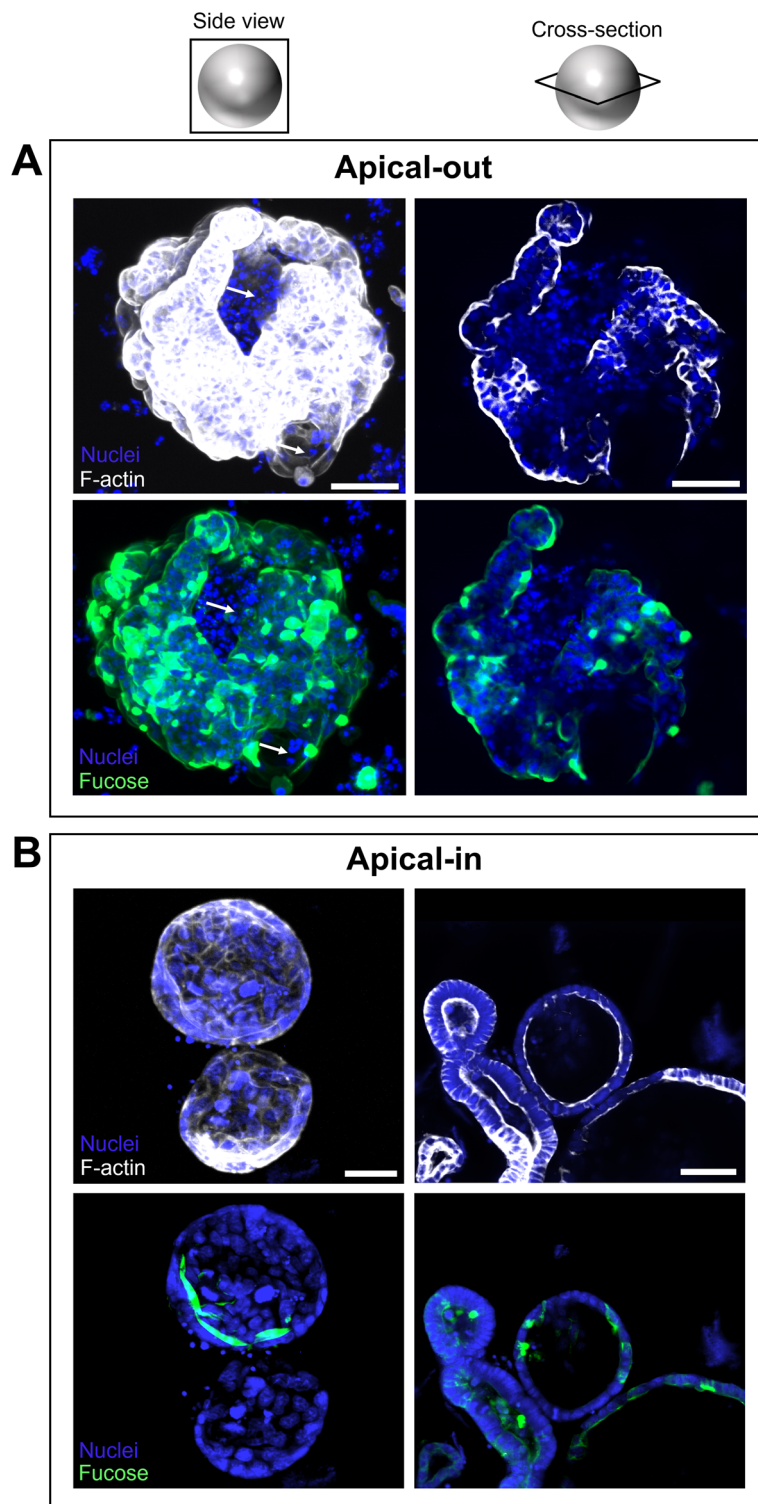 Side view
Cross-section
A
Apical-out
Nuclei
F-actin
Nuclei
Fucose
B
Apical-in
Nuclei
F-actin
Nuclei
Fucose